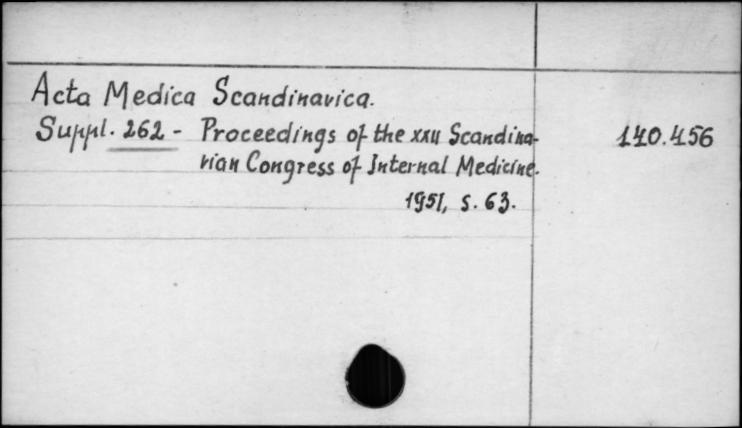 Acta Medica Scandinavica.
Suppl. 262 - Proceedings of the XXII Scandina- 140.456
vian Congress of Internal Medicine.
1951, S. 63.